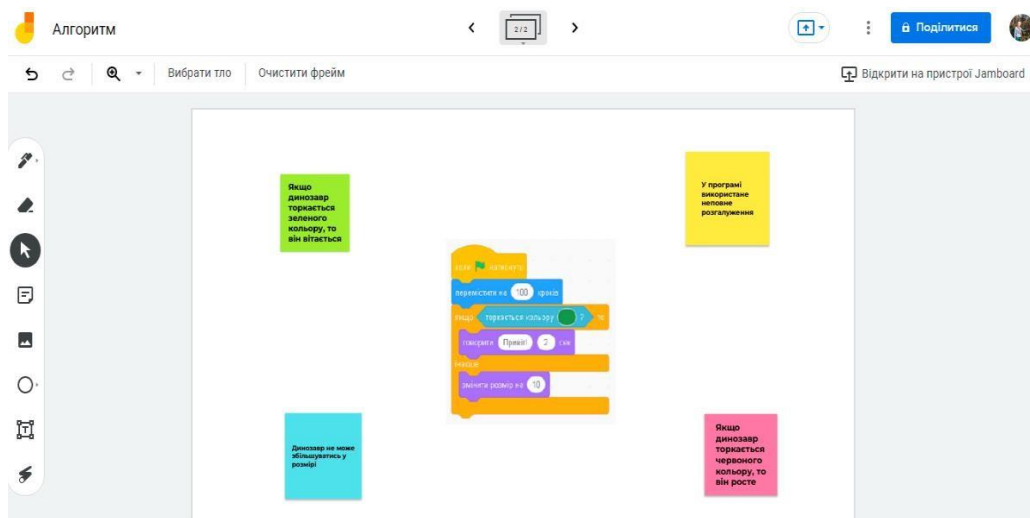 Алгоритм
2/2
Поділитися
Вибрати тло
Очистити фрейм
Відкрити на пристрої Jamboard
Якщо
динозавр
торкається
зеленого
кольору, то
він вітається
У програмі
використане
неповне
розгалуження
коли натиснуто
перемістити на 100 кроків
якщо торкається кольору ? то
говорити Привіт! 2 сек
інакше
змінити розмір на 10
Динозавр не може
збільшуватись у
розмірі
Якщо
динозавр
торкається
червоного
кольору, то
він росте